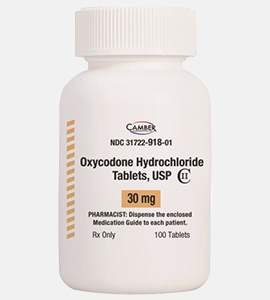 CAMBER
NDC 31722-918-01
Oxycodone Hydrochloride
Tablets, USP CII
30 mg
PHARMACIST: Dispense the enclosed
Medication Guide to each patient.
Rx Only 100 Tablets